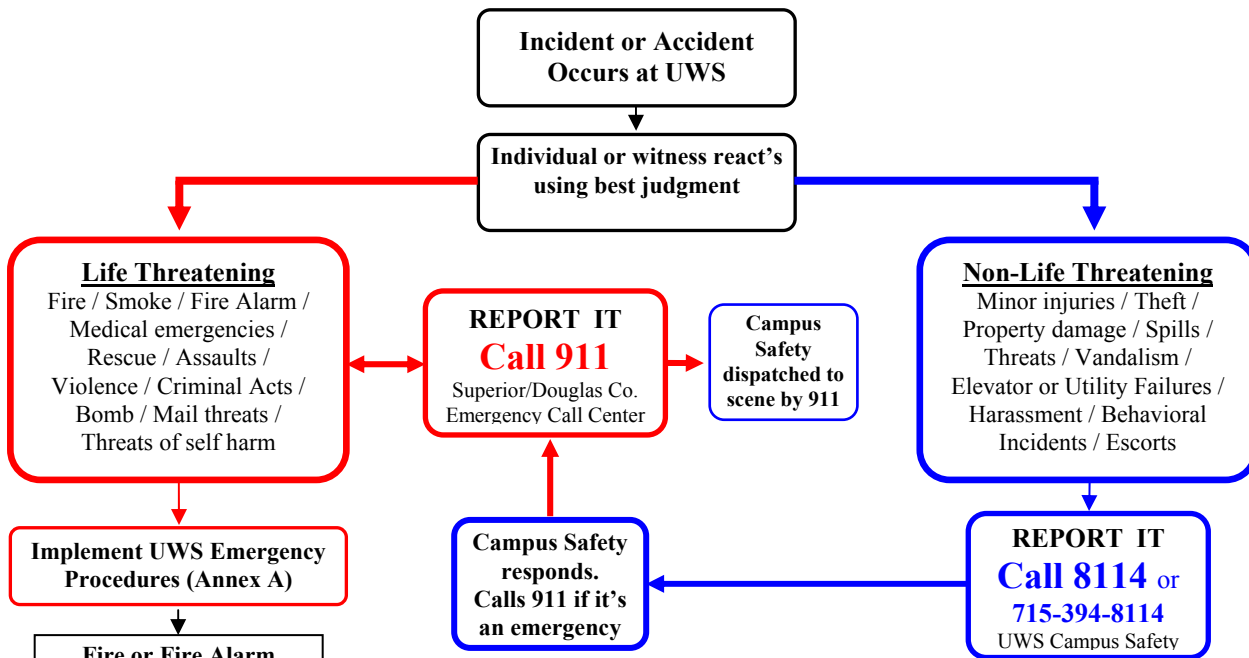 Incident or Accident
Occurs at UWS
Individual or witness react's
using best judgment
Life Threatening
Fire / Smoke / Fire Alarm /
Medical emergencies /
Rescue / Assaults /
Violence / Criminal Acts /
Bomb / Mail threats /
Threats of self harm
REPORT IT
Call 911
Superior/Douglas Co.
Emergency Call Center
Campus
Safety
dispatched to
scene by 911
Non-Life Threatening
Minor injuries / Theft /
Property damage / Spills /
Threats / Vandalism /
Elevator or Utility Failures /
Harassment / Behavioral
Incidents / Escorts
Implement UWS Emergency
Procedures (Annex A)
Campus Safety
responds.
Calls 911 if it's
an emergency
REPORT IT
Call 8114 or
715-394-8114
UWS Campus Safety
Fire or Fire Alarm